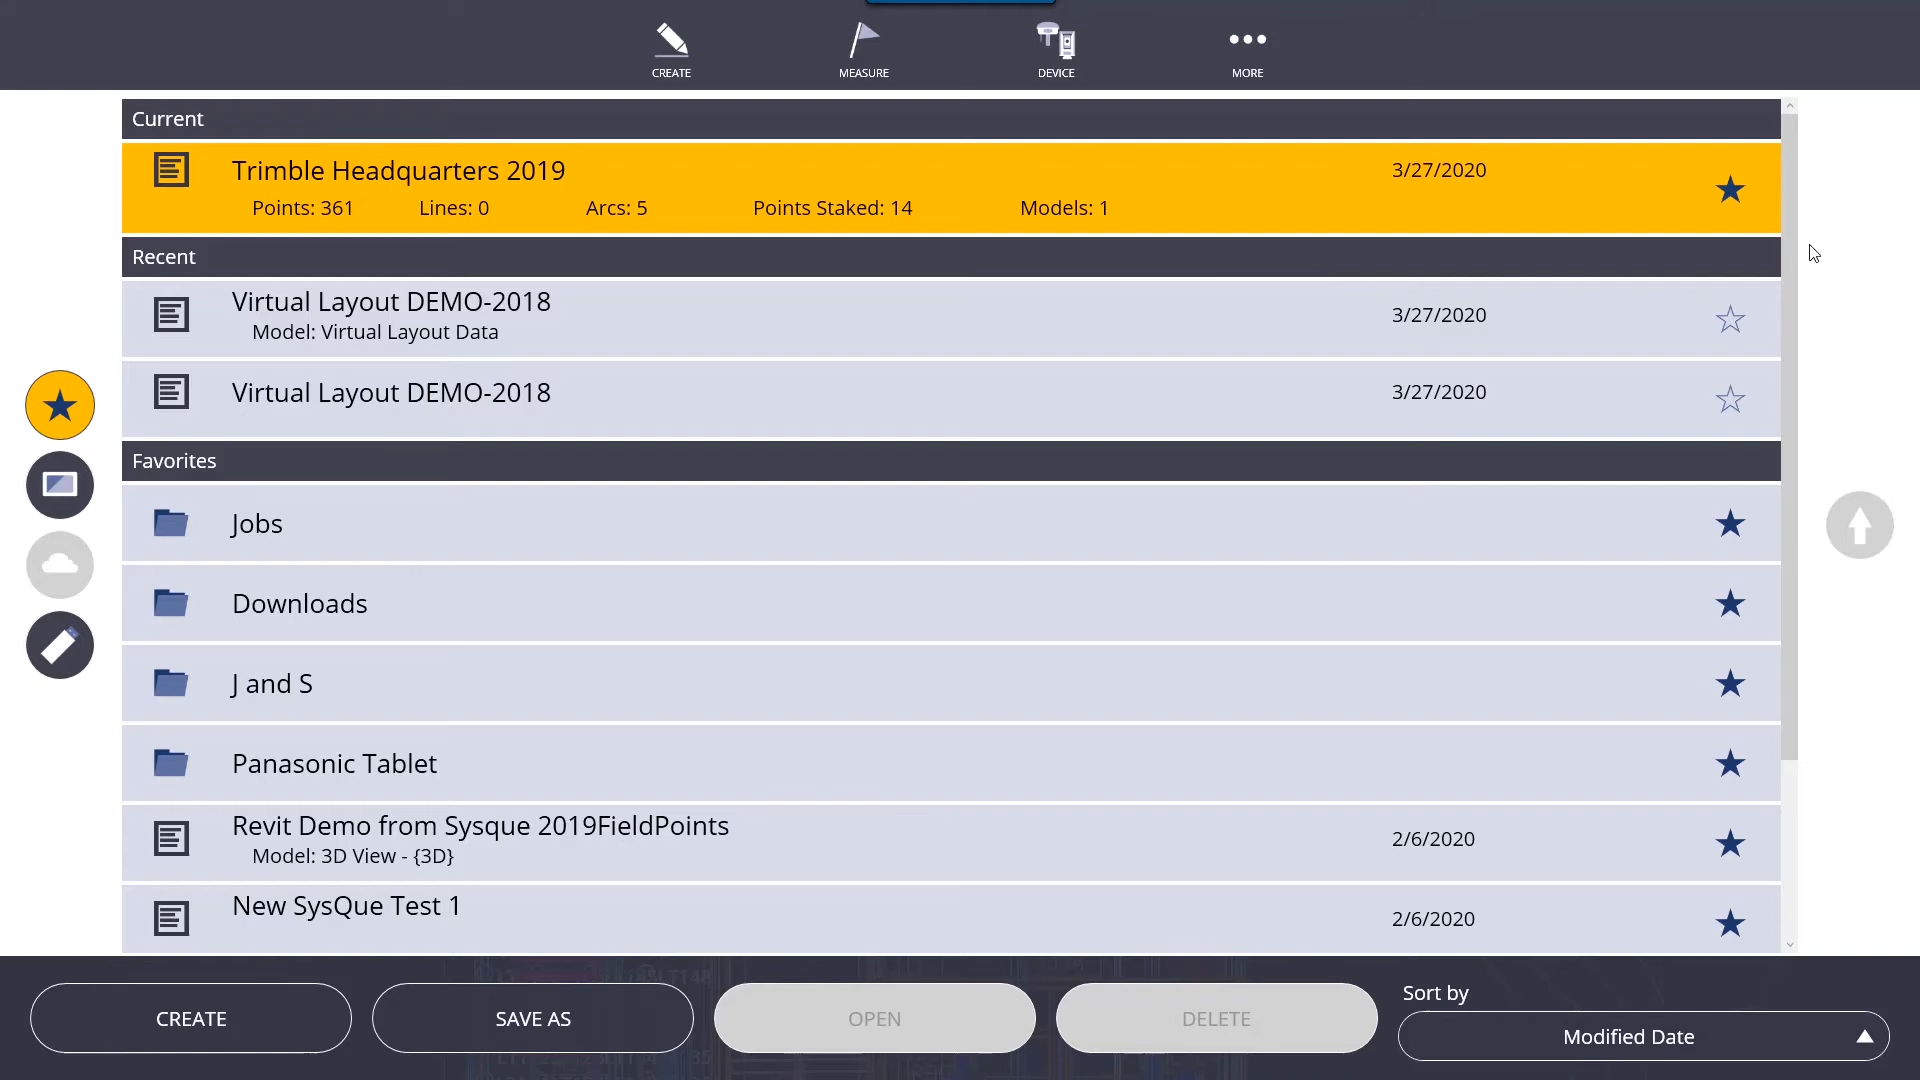 CREATE
MEASURE
DEVICE
MORE
Current
Trimble Headquarters 2019
3/27/2020
Points: 361
Lines: 0
Arcs: 5
Points Staked: 14
Models: 1
Recent
Virtual Layout DEMO-2018
Model: Virtual Layout Data
3/27/2020
Virtual Layout DEMO-2018
3/27/2020
Favorites
Jobs
Downloads
J and S
Panasonic Tablet
Revit Demo from Sysque 2019FieldPoints
Model: 3D View - {3D}
2/6/2020
New SysQue Test 1
2/6/2020
CREATE
SAVE AS
OPEN
DELETE
Sort by
Modified Date